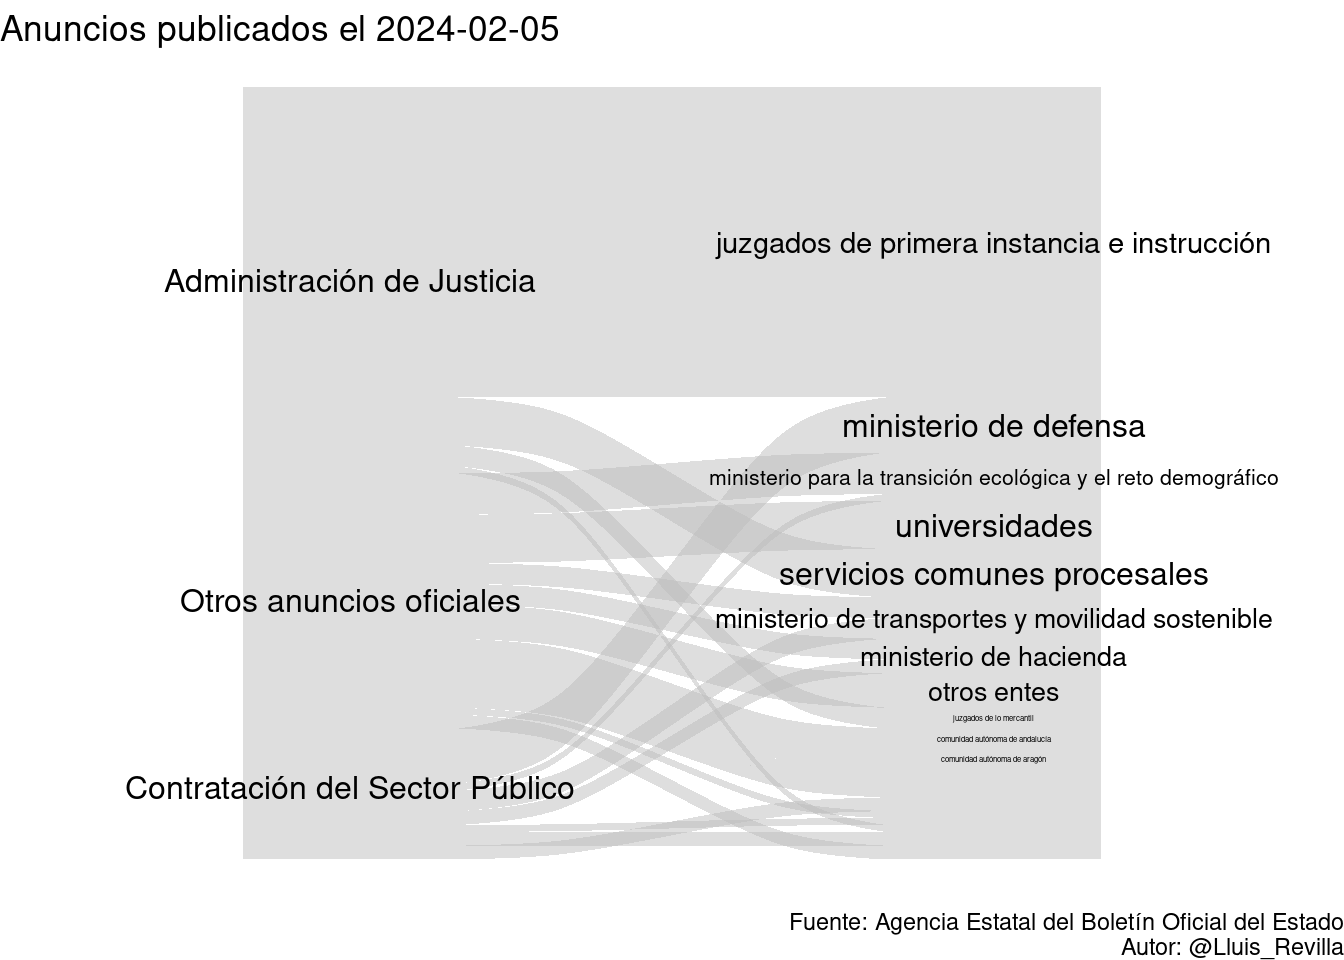 Anuncios publicados el 2024-02-05
juzgados de primera instancia e instrucción
Administración de Justicia
ministerio de defensa
ministerio para la transición ecológica y el reto demográfico
universidades
servicios comunes procesales
Otros anuncios oficiales
ministerio de transportes y movilidad sostenible
ministerio de hacienda
otros entes
juzgados de lo mercantil
comunidad autónoma de andalucía
comunidad autónoma de aragón
Contratación del Sector Público
Fuente: Agencia Estatal del Boletín Oficial del Estado
Autor: @Lluis_Revilla